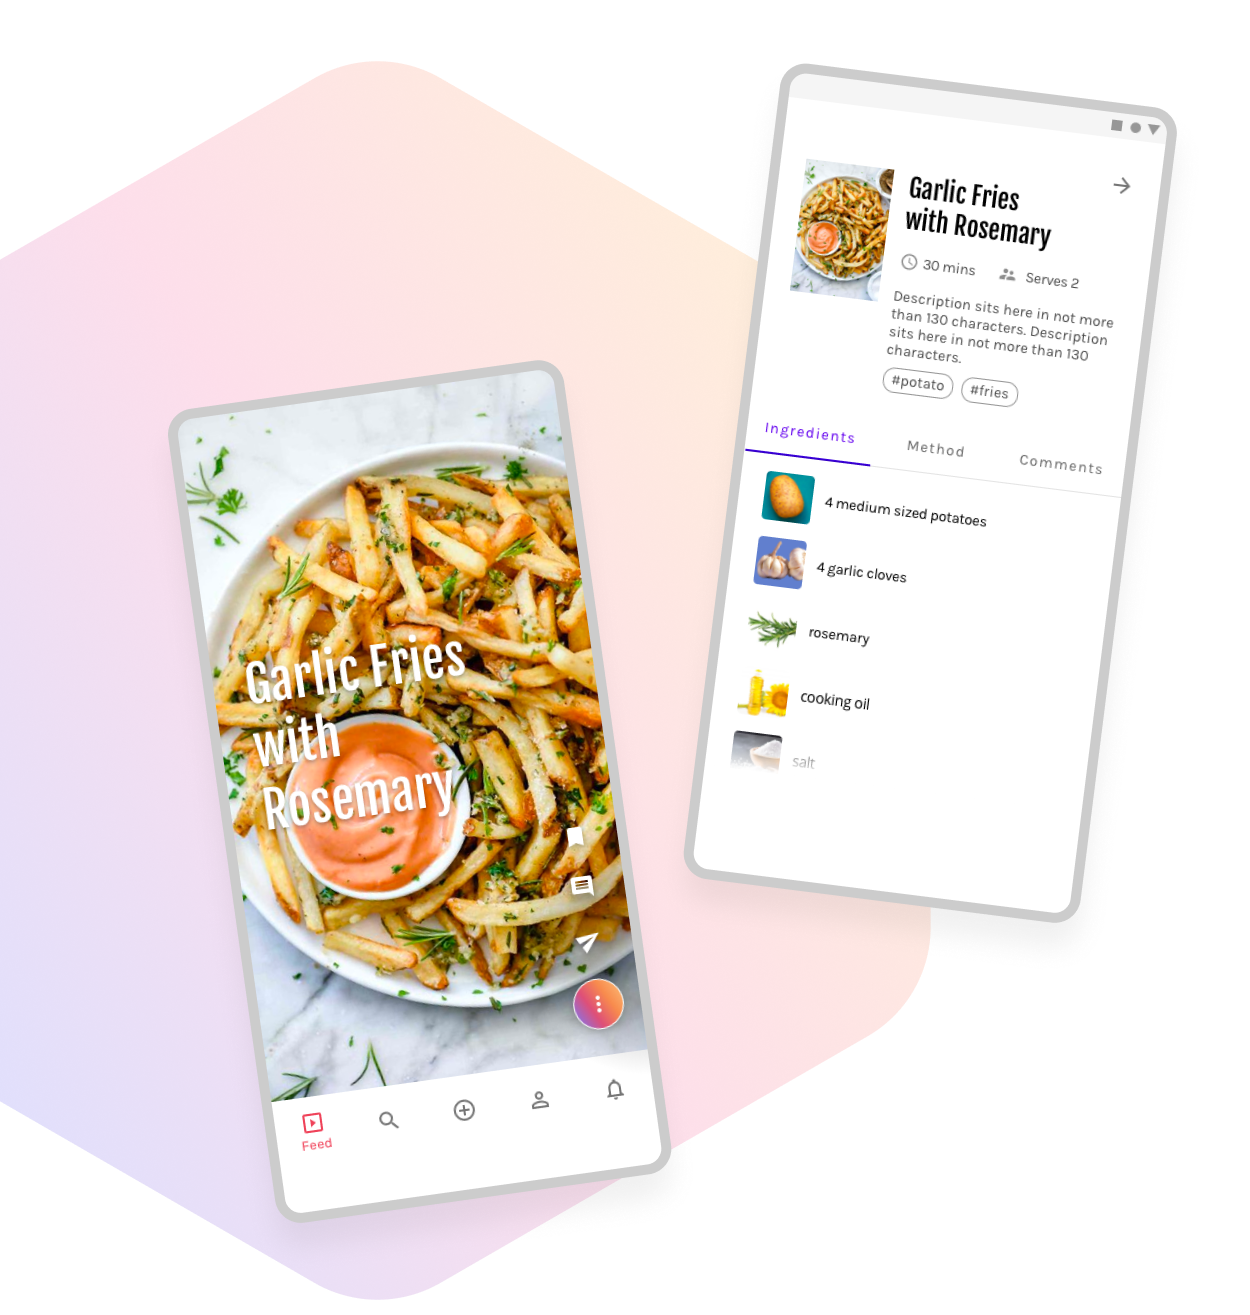 Garlic Fries
with Rosemary
30 mins
Serves 2
Description sits here in not more
than 130 characters. Description
sits here in not more than 130
characters.
#potato
#fries
Ingredients
Method
Comments
4 medium sized potatoes
4 garlic cloves
rosemary
cooking oil
salt
Garlic Fries
with
Rosemary
Feed